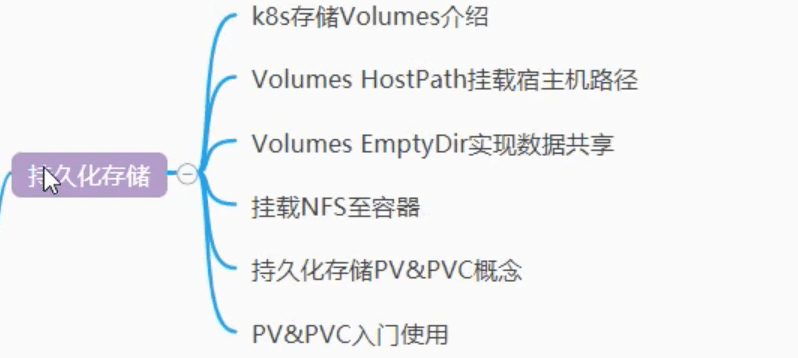 k8s存储Volumes介绍
Volumes HostPath挂载宿主机路径
Volumes EmptyDir实现数据共享
持久化存储
挂载NFS至容器
持久化存储PV&PVC概念
PV&PVC入门使用